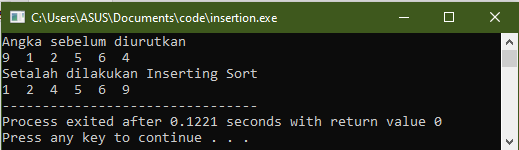 C:\Users\ASUS\Documents\code\insertion.exe
Angka sebelum diurutkan
9  1  2  5  6  4
Setalah dilakukan Inserting Sort
1  2  4  5  6  9
--------------------------------
Process exited after 0.1221 seconds with return value 0
Press any key to continue . . .